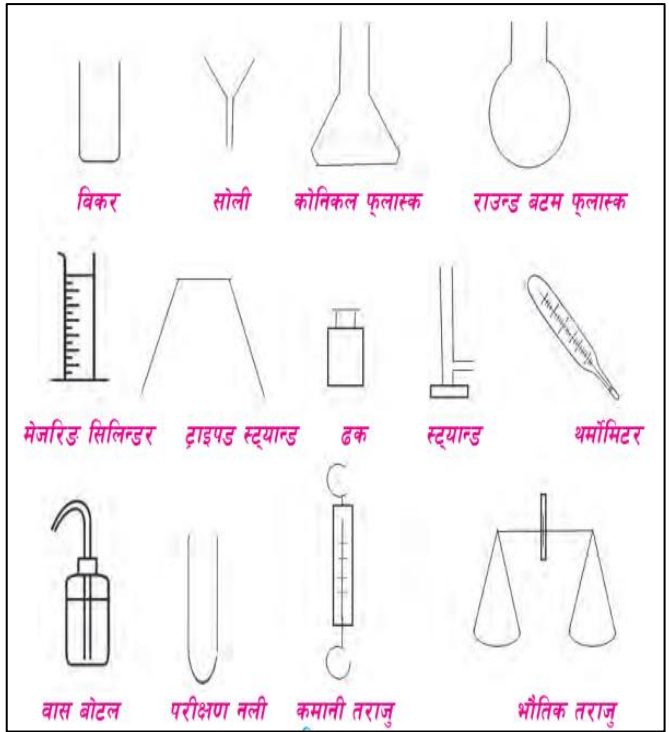 बिकर सोली कोनिकल फ्लास्क राउन्ड बटम फ्लास्क
मेजरिङ सिलिन्डर ट्राइपड स्ट्यान्ड ढक स्ट्यान्ड थर्मोमिटर
वास बोटल परीक्षण नली कमानी तराजु भौतिक तराजु